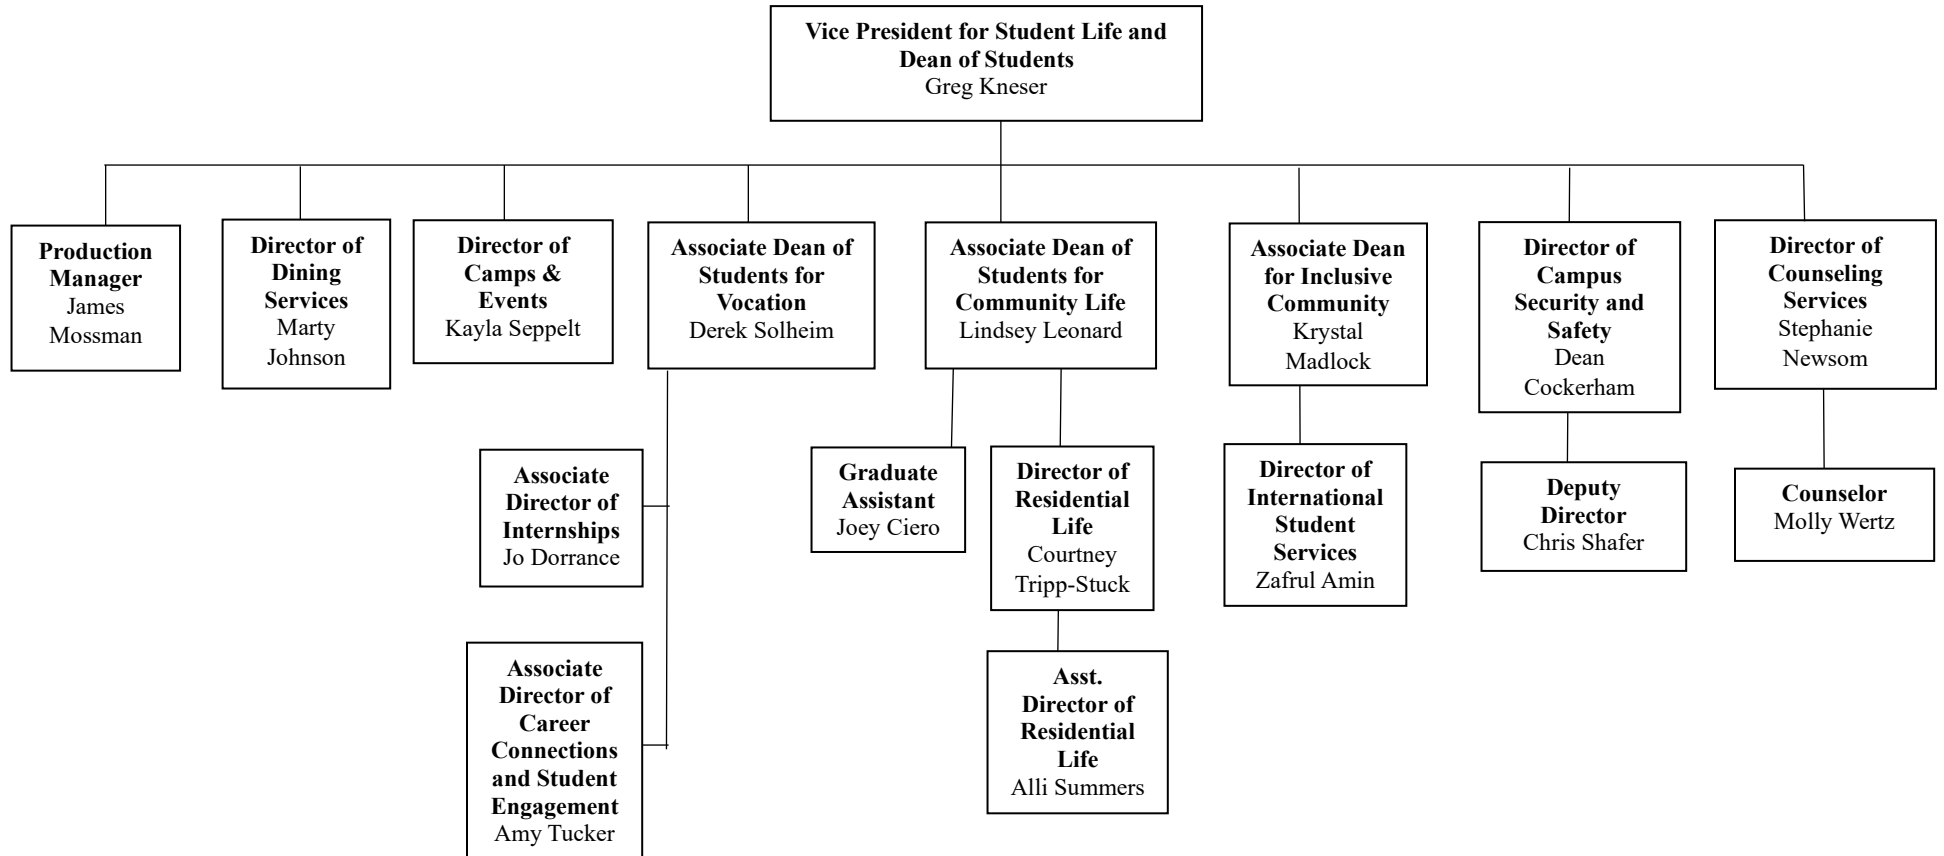 Vice President for Student Life and
Dean of Students
Greg Kneser
Production
Manager
James
Mossman
Director of
Dining
Services
Marty
Johnson
Director of
Camps &
Events
Kayla Seppelt
Associate Dean of
Students for
Vocation
Derek Solheim
Associate Dean of
Students for
Community Life
Lindsey Leonard
Associate Dean
for Inclusive
Community
Krystal
Madlock
Director of
Campus
Security and
Safety
Dean
Cockerham
Director of
Counseling
Services
Stephanie
Newsom
Associate
Director of
Internships
Jo Dorrance
Graduate
Assistant
Joey Ciero
Director of
Residential
Life
Courtney
Tripp-Stuck
Director of
International
Student
Services
Zafrul Amin
Deputy
Director
Chris Shafer
Counselor
Molly Wertz
Associate
Director of
Career
Connections
and Student
Engagement
Amy Tucker
Asst.
Director of
Residential
Life
Alli Summers